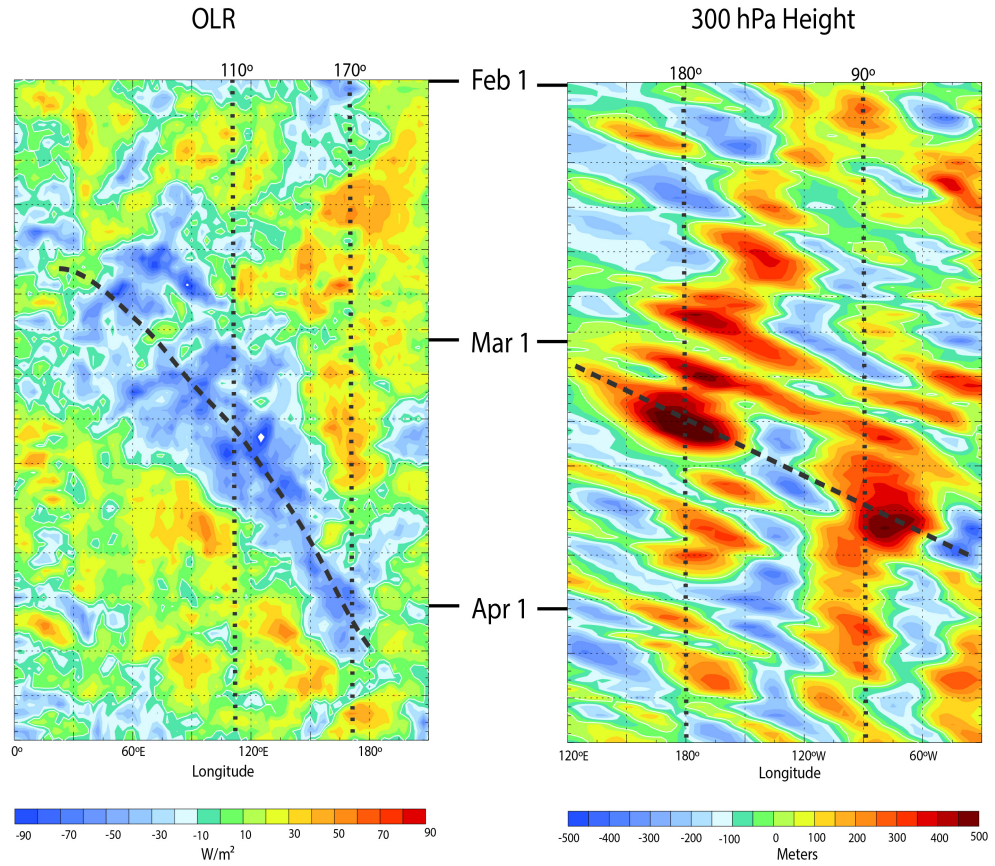 OLR
300 hPa Height
110º
170º
Feb 1
180º
90º
Mar 1
Apr 1
0º
60ºE
120ºE
180º
Longitude
120ºE
180º
120ºW
60ºW
Longitude
-90
-70
-50
-30
-10
10
30
50
70
90
W/m²
-500
-400
-300
-200
-100
0
100
200
300
400
500
Meters